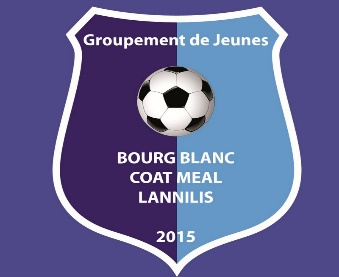 Groupement de Jeunes
BOURG BLANC
COAT MEAL
LANNILIS
2015